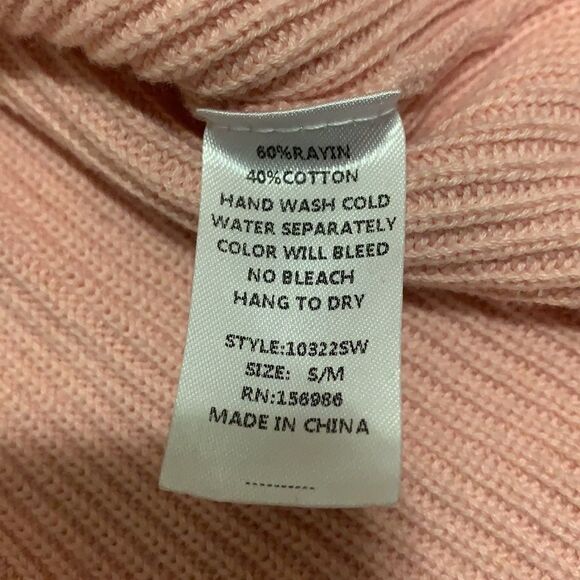 60%RAYIN
40%COTTON
HAND WASH COLD
WATER SEPARATELY
COLOR WILL BLEED
NO BLEACH
HANG TO DRY
STYLE:10322SW
SIZE: S/M
RN:156986
MADE IN CHINA